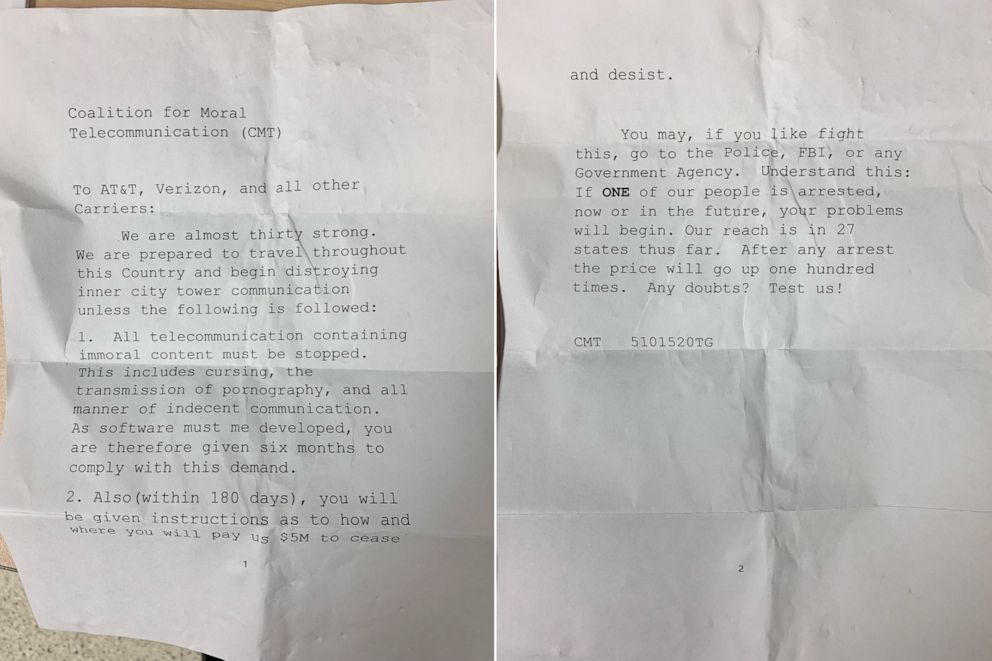 Coalition for Moral
Telecommunication (CMT)
To AT&T, Verizon, and all other
Carriers:
We are almost thirty strong.
We are prepared to travel throughout
this Country and begin distroying
inner city tower communication
unless the following is followed:
1. All telecommunication containing
immoral content must be stopped.
This includes cursing, the
transmission of pornography, and all
manner of indecent communication.
As software must me developed, you
are therefore given six months to
comply with this demand.
2. Also(within 180 days), you will
be given instructions as to how and
where you will pay us $5M to cease
1
and desist.
You may, if you like fight
this, go to the Police, FBI, or any
Government Agency. Understand this:
If ONE of our people is arrested,
now or in the future, your problems
will begin. Our reach is in 27
states thus far. After any arrest
the price will go up one hundred
times. Any doubts? Test us!
CMT 5101520TG
2